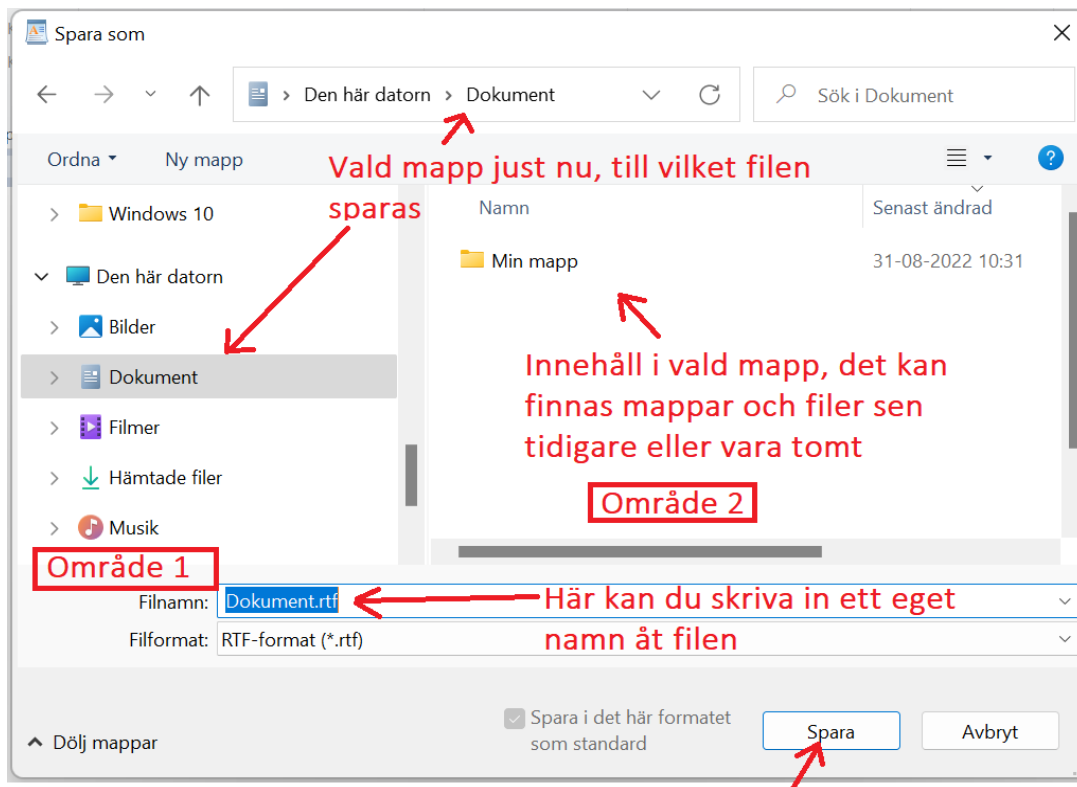 Spara som
Den här datorn > Dokument
Sök i Dokument
Ordna
Ny mapp
Vald mapp just nu, till vilket filen
sparas
Windows 10
Den här datorn
Bilder
Dokument
Filmer
Hämtade filer
Musik
Område 1
Namn
Senast ändrad
Min mapp
31-08-2022 10:31
Innehåll i vald mapp, det kan
finnas mappar och filer sen
tidigare eller vara tomt
Område 2
Filnamn: Dokument.rtf
Här kan du skriva in ett eget
namn åt filen
Filformat: RTF-format (*.rtf)
Spara i det här formatet
som standard
Dölj mappar
Spara
Avbryt